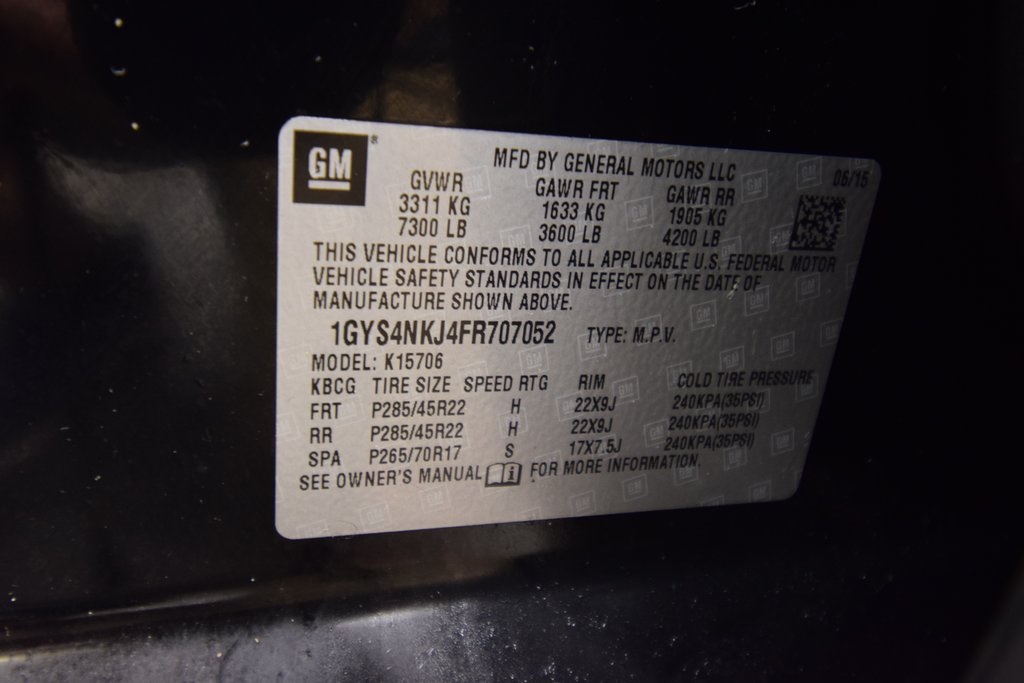 GM
MFD BY GENERAL MOTORS LLC
06/15
GVWR GAWR FRT GAWR RR
3311 KG 1633 KG 1905 KG
7300 LB 3600 LB 4200 LB
THIS VEHICLE CONFORMS TO ALL APPLICABLE U.S. FEDERAL MOTOR
VEHICLE SAFETY STANDARDS IN EFFECT ON THE DATE OF
MANUFACTURE SHOWN ABOVE.
1GYS4NKJ4FR707052 TYPE: M.P.V.
MODEL: K15706
KBCG TIRE SIZE SPEED RTG RIM COLD TIRE PRESSURE
FRT P285/45R22 H 22X9J 240KPA(35PSI)
RR P285/45R22 H 22X9J 240KPA(35PSI)
SPA P265/70R17 S 17X7.5J 240KPA(35PSI)
SEE OWNER'S MANUAL FOR MORE INFORMATION.